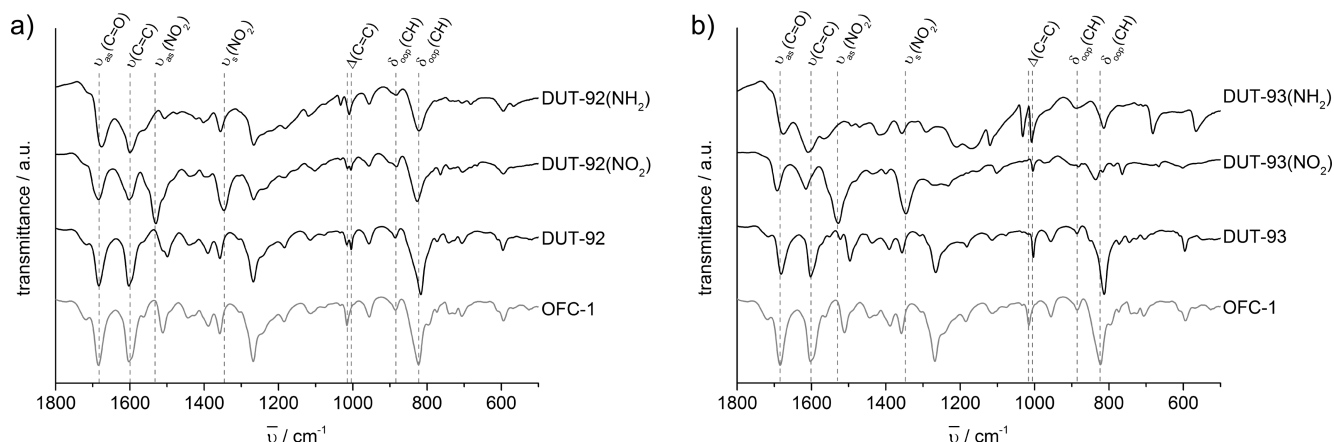 a)
υas(C=O)
υ(C=C)
υas(NO2)
υs(NO2)
Δ(C=C)
δoop(CH)
δoop(CH)
transmittance / a.u.
DUT-92(NH2)
DUT-92(NO2)
DUT-92
OFC-1
1800 1600 1400 1200 1000 800 600
υ̅ / cm-1
b)
υas(C=O)
υ(C=C)
υas(NO2)
υs(NO2)
Δ(C=C)
δoop(CH)
δoop(CH)
transmittance / a.u.
DUT-93(NH2)
DUT-93(NO2)
DUT-93
OFC-1
1800 1600 1400 1200 1000 800 600
υ̅ / cm-1